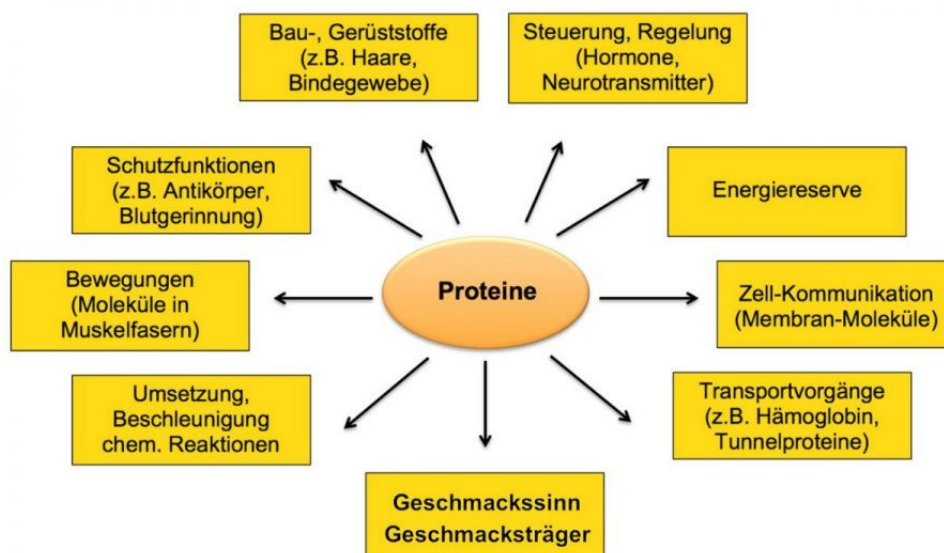 Bau-, Gerüststoffe
(z.B. Haare,
Bindegewebe)
Steuerung, Regelung
(Hormone,
Neurotransmitter)
Schutzfunktionen
(z.B. Antikörper,
Blutgerinnung)
Energiereserve
Bewegungen
(Moleküle in
Muskelfasern)
Proteine
Zell-Kommunikation
(Membran-Moleküle)
Umsetzung,
Beschleunigung
chem. Reaktionen
Transportvorgänge
(z.B. Hämoglobin,
Tunnelproteine)
Geschmackssinn
Geschmacksträger